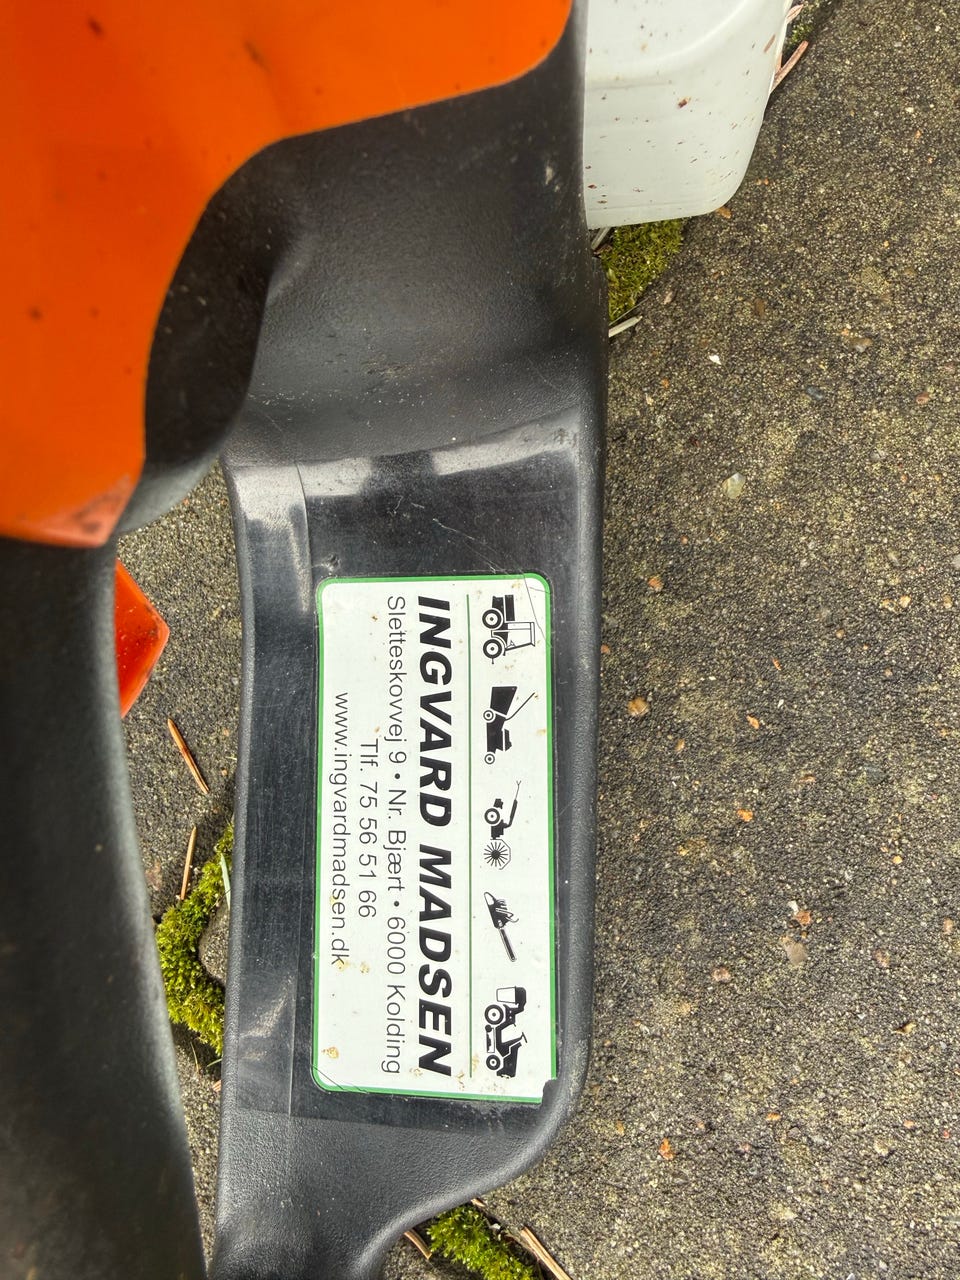 INGVARD MADSEN
Sletteskovvej 9 • Nr. Bjært • 6000 Kolding
Tlf. 75 56 51 66
www.ingvardmadsen.dk